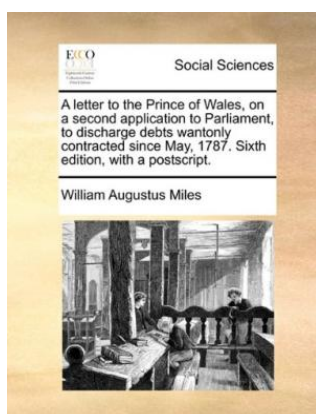 ECCO
Social Sciences
A letter to the Prince of Wales, on
a second application to Parliament,
to discharge debts wantonly
contracted since May, 1787. Sixth
edition, with a postscript.
William Augustus Miles